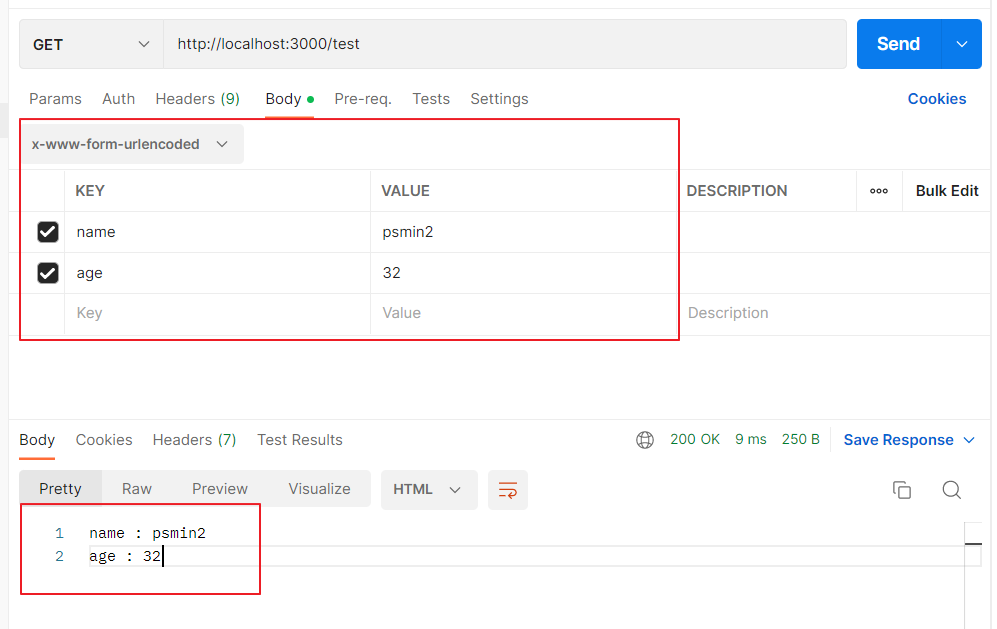 GET http://localhost:3000/test Send
Params Auth Headers (9) Body Pre-req. Tests Settings Cookies
x-www-form-urlencoded
KEY VALUE DESCRIPTION ooo Bulk Edit
name psmin2
age 32
Key Value Description
Body Cookies Headers (7) Test Results 200 OK 9 ms 250 B Save Response
Pretty Raw Preview Visualize HTML
1 name : psmin2
2 age : 32